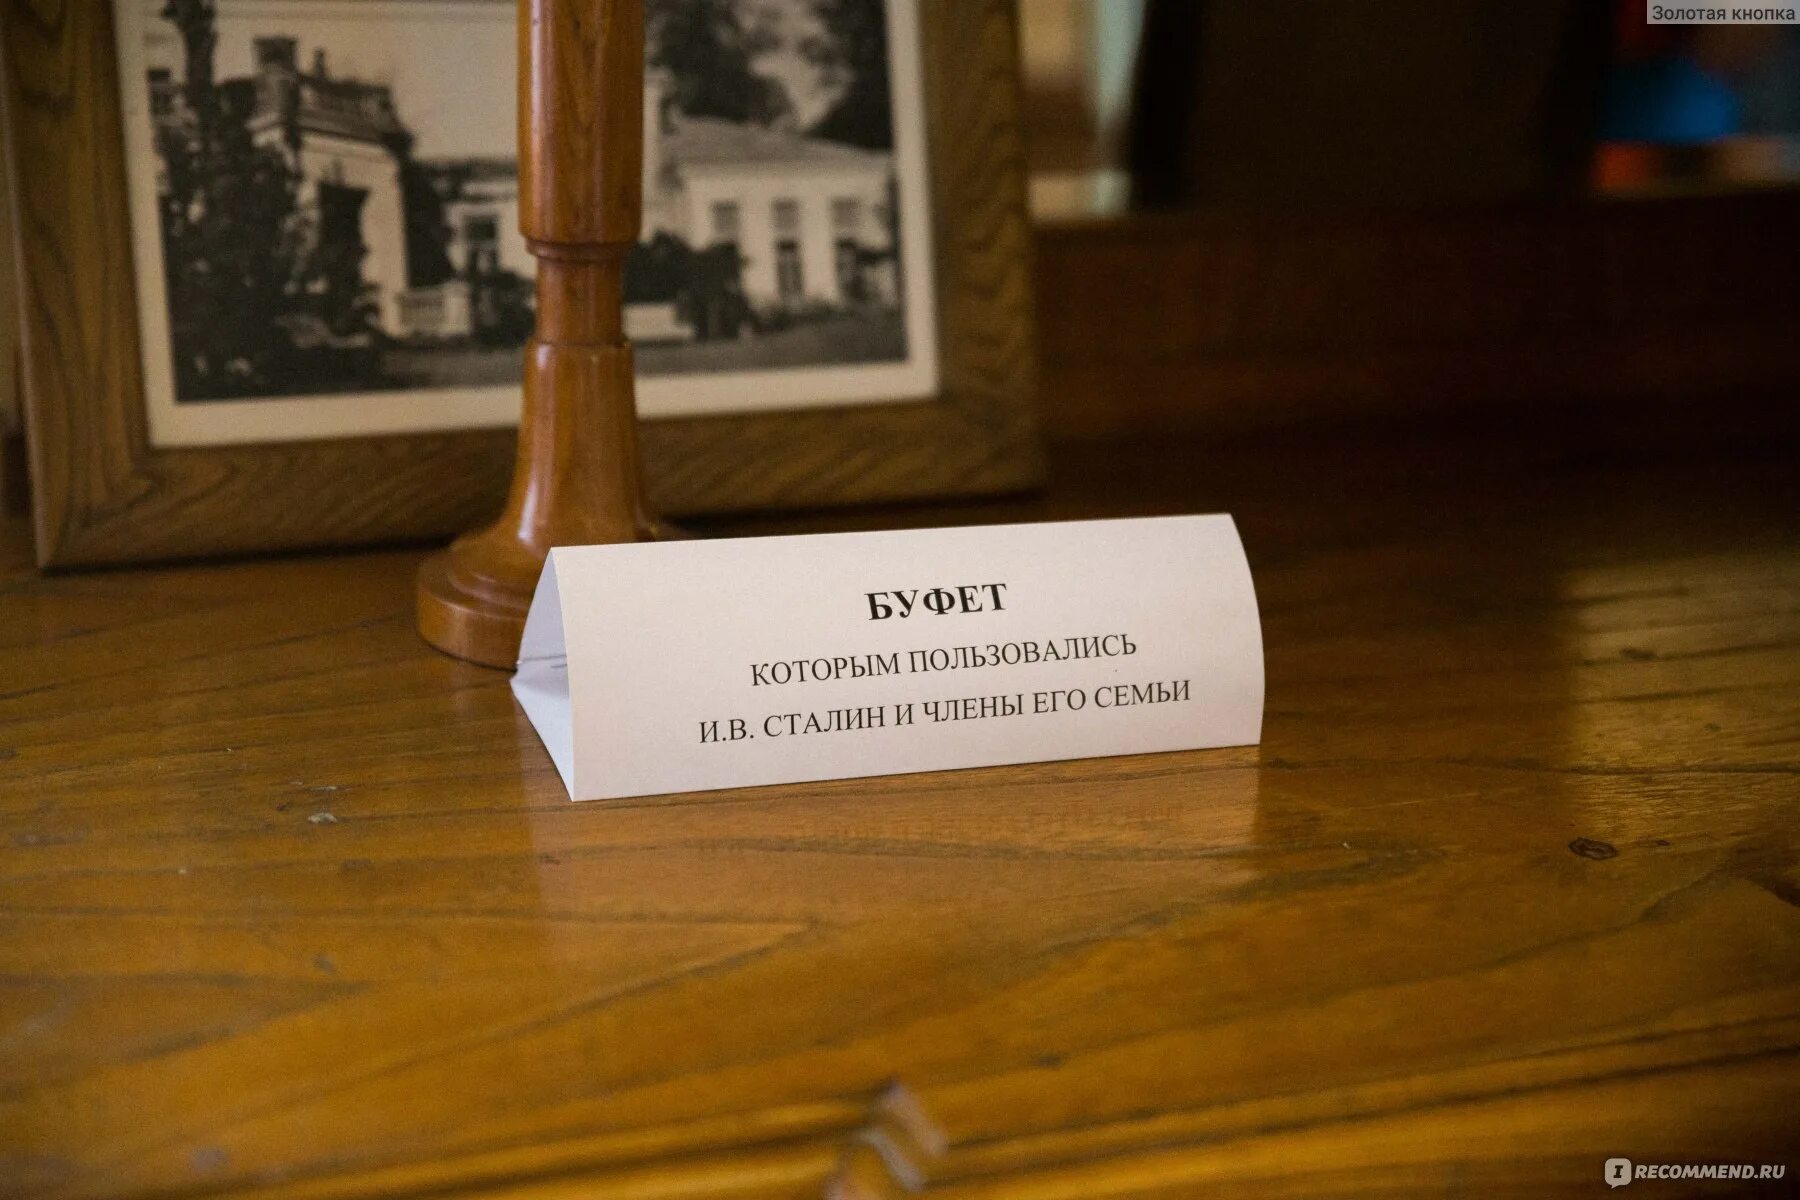 Золотая кнопка
БУФЕТ
КОТОРЫМ ПОЛЬЗОВАЛИСЬ
И.В. СТАЛИН И ЧЛЕНЫ ЕГО СЕМЬИ
IRECOMMEND.RU